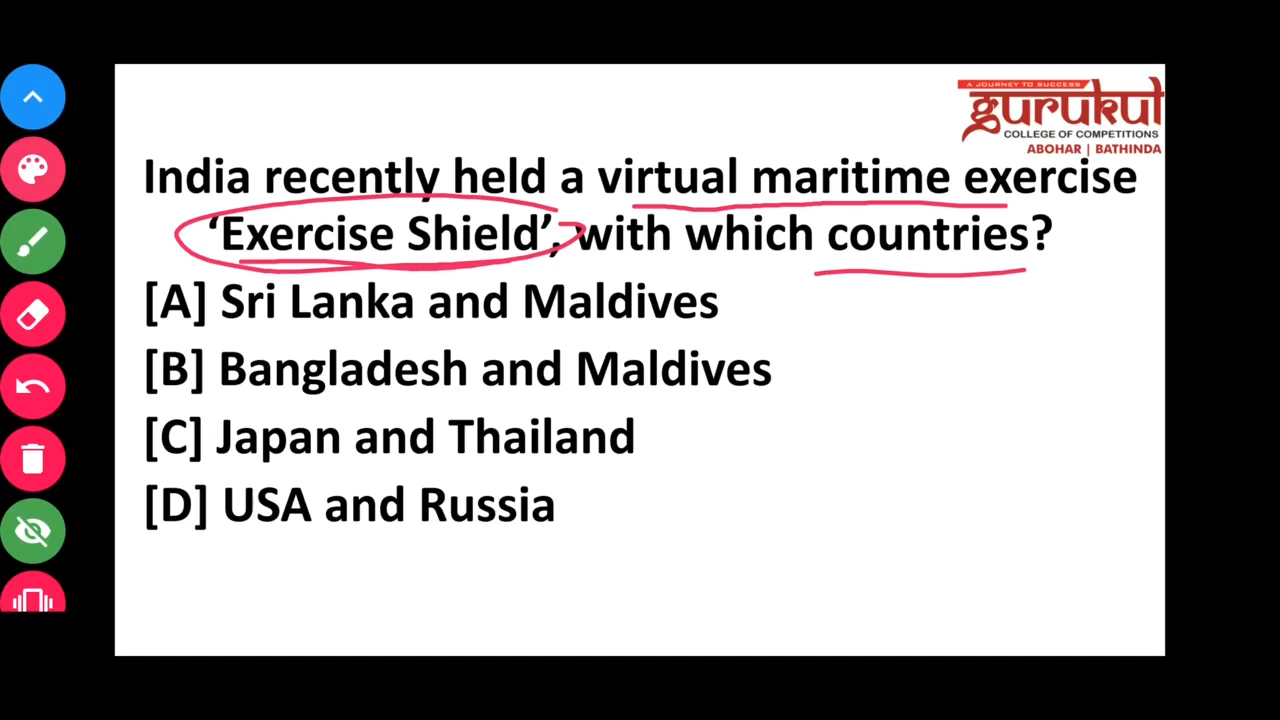 A JOURNEY TO SUCCESS
gurukul
COLLEGE OF COMPETITIONS
ABOHAR | BATHINDA
India recently held a virtual maritime exercise
‘Exercise Shield’, with which countries?
[A] Sri Lanka and Maldives
[B] Bangladesh and Maldives
[C] Japan and Thailand
[D] USA and Russia